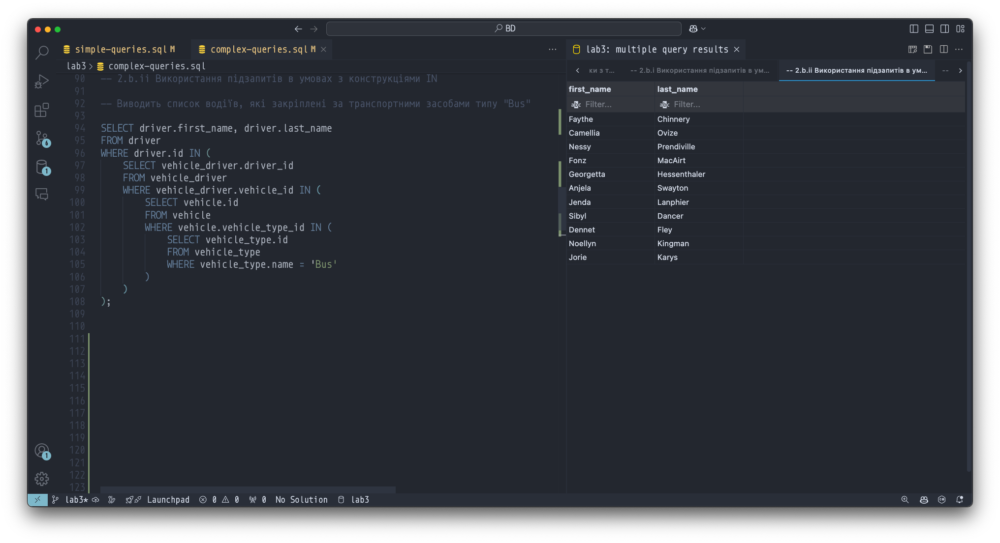 BD
simple-queries.sql M
complex-queries.sql M
lab3: multiple query results
lab3 > complex-queries.sql
90 -- 2.b.ii Використання підзапитів в умовах з конструкціями IN
91
92 -- Виводить список водіїв, які закріплені за транспортними засобами типу "Bus"
93
94 SELECT driver.first_name, driver.last_name
95 FROM driver
96 WHERE driver.id IN (
97 SELECT vehicle_driver.driver_id
98 FROM vehicle_driver
99 WHERE vehicle_driver.vehicle_id IN (
100 SELECT vehicle.id
101 FROM vehicle
102 WHERE vehicle.vehicle_type_id IN (
103 SELECT vehicle_type.id
104 FROM vehicle_type
105 WHERE vehicle_type.name = 'Bus'
106 )
107 )
108 );
109
110
111
112
113
114
115
116
117
118
119
120
121
122
123
ки з т... -- 2.b.i Використання підзапитів в ум... -- 2.b.ii Використання підзапитів в ум... --
first_name last_name
abc Filter... abc Filter...
Faythe Chinnery
Camellia Ovize
Nessy Prendiville
Fonz MacAirt
Georgetta Hessenthaler
Anjela Swayton
Jenda Lanphier
Sibyl Dancer
Dennet Fley
Noellyn Kingman
Jorie Karys
6
1
1
lab3* Launchpad 0 0 0 No Solution lab3